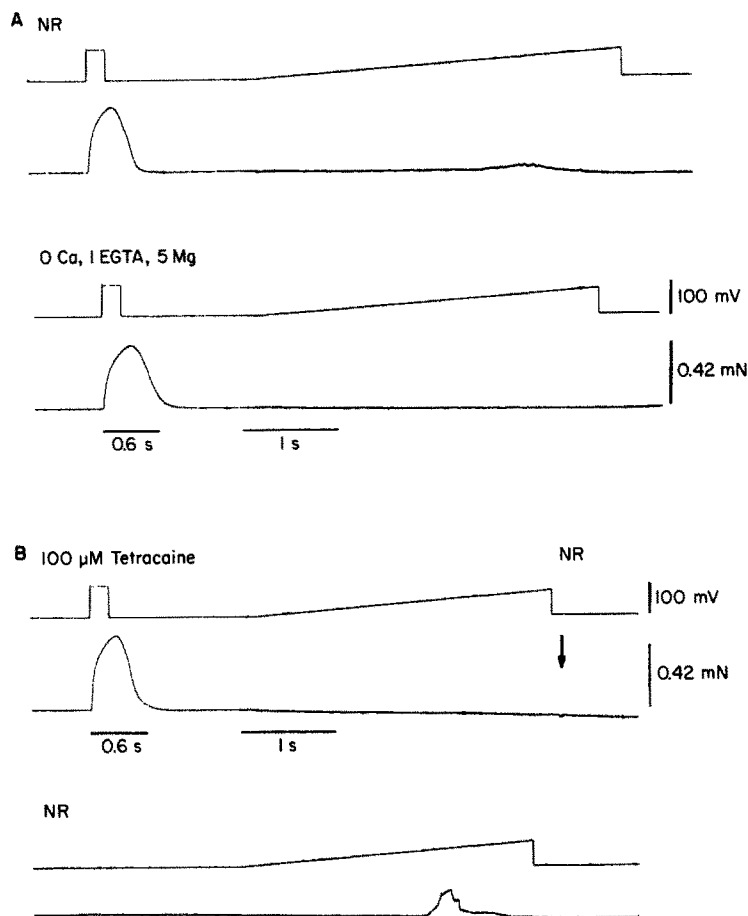 A NR
0 Ca, 1 EGTA, 5 Mg
100 mV
0.42 mN
0.6 s 1 s
B 100 µM Tetracaine NR
100 mV
0.42 mN
0.6 s 1 s
NR